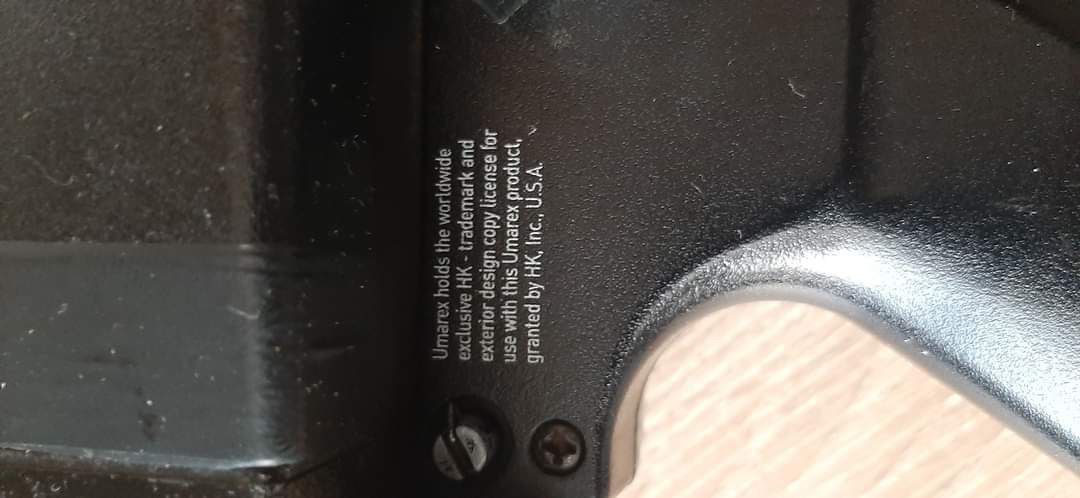 Umarex holds the worldwide
exclusive HK - trademark and
exterior design copy license for
use with this Umarex product,
granted by HK, Inc., U.S.A.